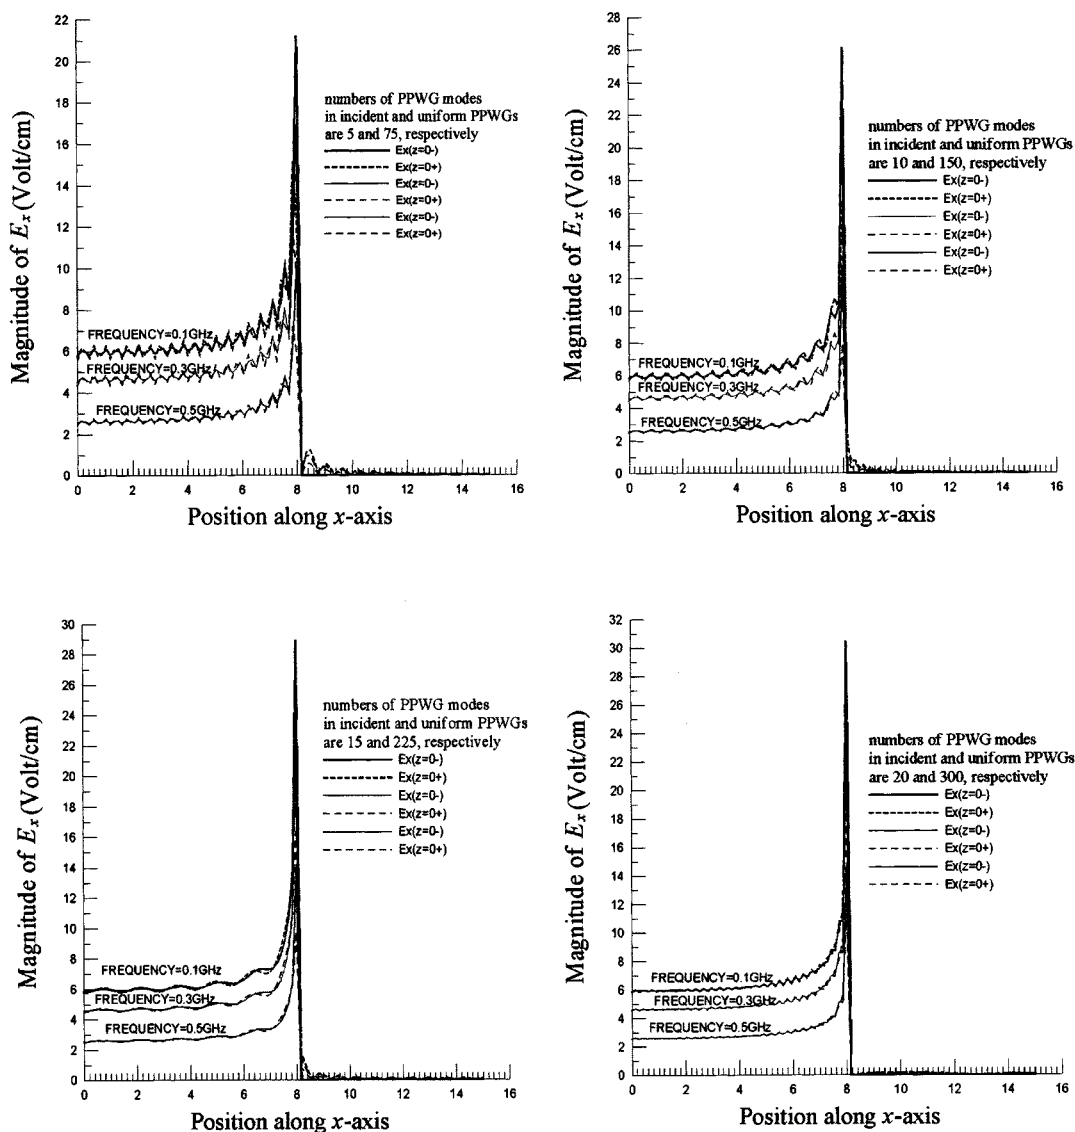 22
20
18
16
14
12
10
8
6
4
2
0
Magnitude of Ex (Volt/cm)
numbers of PPWG modes
in incident and uniform PPWGs
are 5 and 75, respectively
Ex(z=0-)
Ex(z=0+)
Ex(z=0-)
Ex(z=0+)
Ex(z=0-)
Ex(z=0+)
FREQUENCY=0.1GHz
FREQUENCY=0.3GHz
FREQUENCY=0.5GHz
0 2 4 6 8 10 12 14 16
Position along x-axis
28
26
24
22
20
18
16
14
12
10
8
6
4
2
0
Magnitude of Ex (Volt/cm)
numbers of PPWG modes
in incident and uniform PPWGs
are 10 and 150, respectively
Ex(z=0-)
Ex(z=0+)
Ex(z=0-)
Ex(z=0+)
Ex(z=0-)
Ex(z=0+)
FREQUENCY=0.1GHz
FREQUENCY=0.3GHz
FREQUENCY=0.5GHz
0 2 4 6 8 10 12 14 16
Position along x-axis
30
28
26
24
22
20
18
16
14
12
10
8
6
4
2
0
Magnitude of Ex (Volt/cm)
numbers of PPWG modes
in incident and uniform PPWGs
are 15 and 225, respectively
Ex(z=0-)
Ex(z=0+)
Ex(z=0-)
Ex(z=0+)
Ex(z=0-)
Ex(z=0+)
FREQUENCY=0.1GHz
FREQUENCY=0.3GHz
FREQUENCY=0.5GHz
0 2 4 6 8 10 12 14 16
Position along x-axis
32
30
28
26
24
22
20
18
16
14
12
10
8
6
4
2
0
Magnitude of Ex (Volt/cm)
numbers of PPWG modes
in incident and uniform PPWGs
are 20 and 300, respectively
Ex(z=0-)
Ex(z=0+)
Ex(z=0-)
Ex(z=0+)
Ex(z=0-)
Ex(z=0+)
FREQUENCY=0.1GHz
FREQUENCY=0.3GHz
FREQUENCY=0.5GHz
0 2 4 6 8 10 12 14 16
Position along x-axis